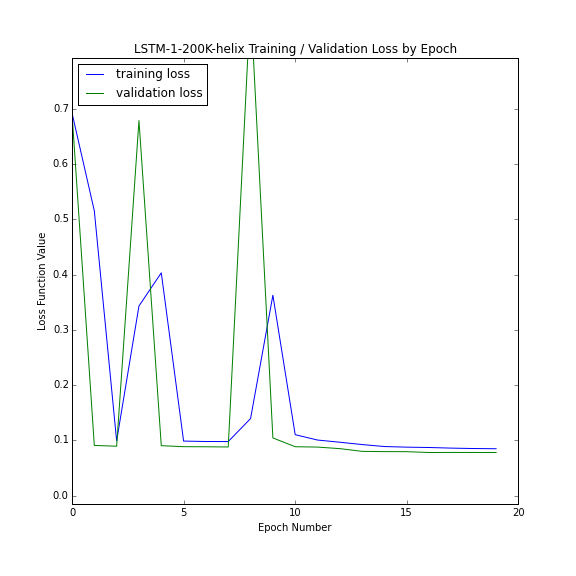 LSTM-1-200K-helix Training / Validation Loss by Epoch
training loss
validation loss
Loss Function Value
0.7
0.6
0.5
0.4
0.3
0.2
0.1
0.0
0
5
10
15
20
Epoch Number